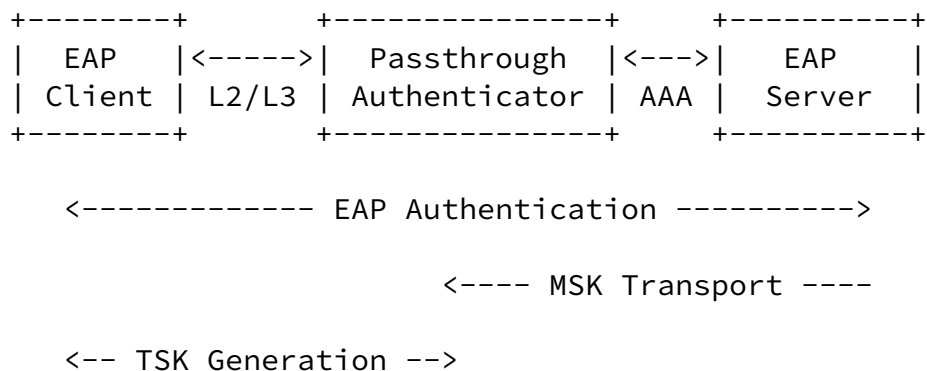 +--------+          +---------------+      +----------+
|  EAP   |<----->|  Passthrough  |<--->|   EAP    |
| Client | L2/L3 | Authenticator | AAA |  Server  |
+--------+          +---------------+      +----------+
<------------- EAP Authentication ---------->
<---- MSK Transport ----
<-- TSK Generation -->